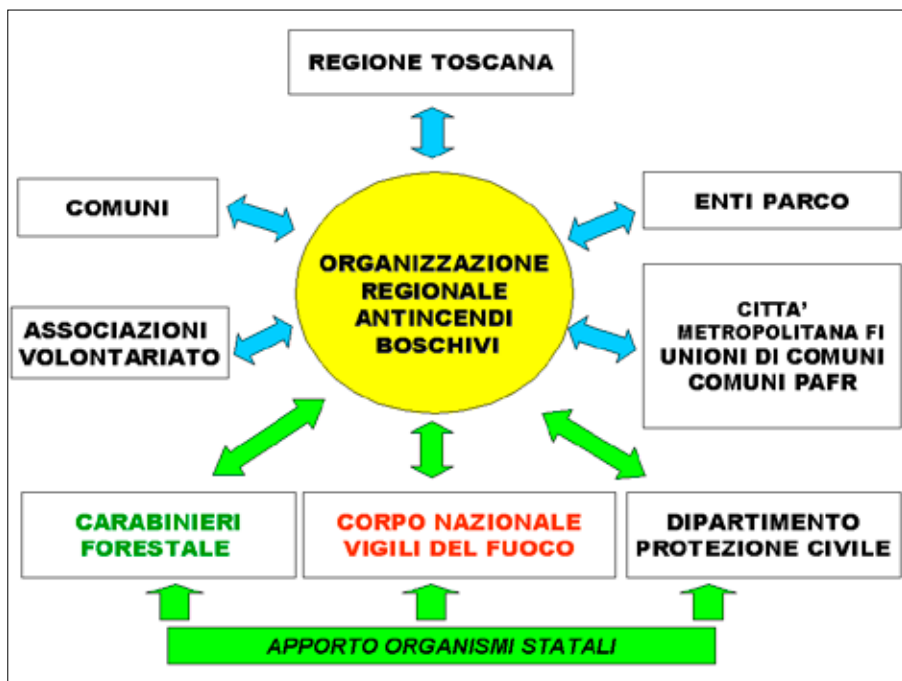 REGIONE TOSCANA
COMUNI
ENTI PARCO
ORGANIZZAZIONE
REGIONALE
ANTINCENDI
BOSCHIVI
ASSOCIAZIONI
VOLONTARIATO
CITTA'
METROPOLITANA FI
UNIONI DI COMUNI
COMUNI PAFR
CARABINIERI
FORESTALE
CORPO NAZIONALE
VIGILI DEL FUOCO
DIPARTIMENTO
PROTEZIONE CIVILE
APPORTO ORGANISMI STATALI